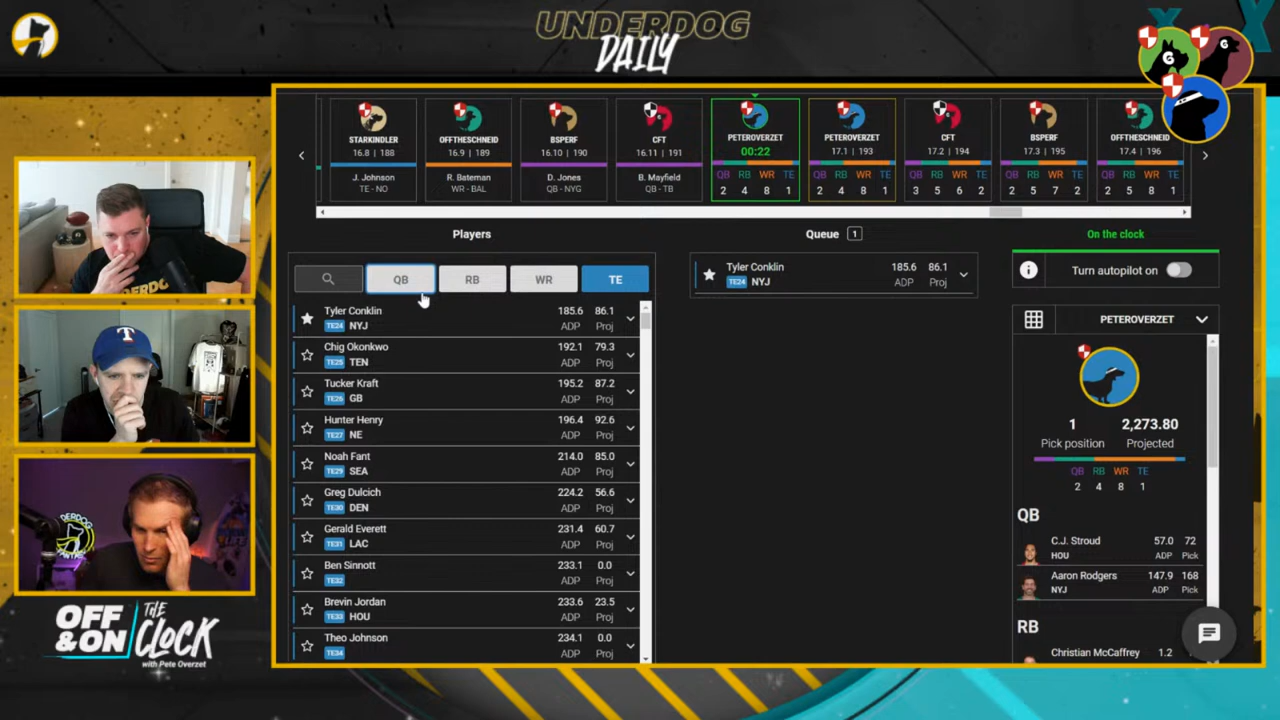 UNDERDOG
DAILY
G
G
STARKINDLER
16.8 | 188
J. Johnson
TE - NO
OFFTHESCHNEID
16.9 | 189
R. Bateman
WR - BAL
BSPERF
16.10 | 190
D. Jones
QB - NYG
CFT
16.11 | 191
B. Mayfield
QB - TB
PETEROVERZET
00:22
QB RB WR TE
2 4 8 1
PETEROVERZET
17.1 | 193
QB RB WR TE
2 4 8 1
CFT
17.2 | 194
QB RB WR TE
3 5 6 2
BSPERF
17.3 | 195
QB RB WR TE
2 5 7 2
OFFTHESCHNEID
17.4 | 196
QB RB WR TE
2 5 8 1
Players
QB
RB
WR
TE
Tyler Conklin 185.6 86.1
TE24 NYJ ADP Proj
Chig Okonkwo 192.1 79.3
TE25 TEN ADP Proj
Tucker Kraft 195.2 87.2
TE26 GB ADP Proj
Hunter Henry 196.4 92.6
TE27 NE ADP Proj
Noah Fant 214.0 85.0
TE29 SEA ADP Proj
Greg Dulcich 224.2 56.6
TE30 DEN ADP Proj
Gerald Everett 231.4 60.7
TE31 LAC ADP Proj
Ben Sinnott 233.1 0.0
TE32 ADP Proj
Brevin Jordan 233.6 23.5
TE33 HOU ADP Proj
Theo Johnson 234.1 0.0
TE34 ADP Proj
Queue 1
Tyler Conklin 185.6 86.1
TE24 NYJ ADP Proj
On the clock
Turn autopilot on
PETEROVERZET
1 2,273.80
Pick position Projected
QB RB WR TE
2 4 8 1
QB
C.J. Stroud 57.0 72
HOU ADP Pick
Aaron Rodgers 147.9 168
NYJ ADP Pick
RB
Christian McCaffrey 1.2
T
OFF
&ON
THE
CLOCK
with Pete Overzet